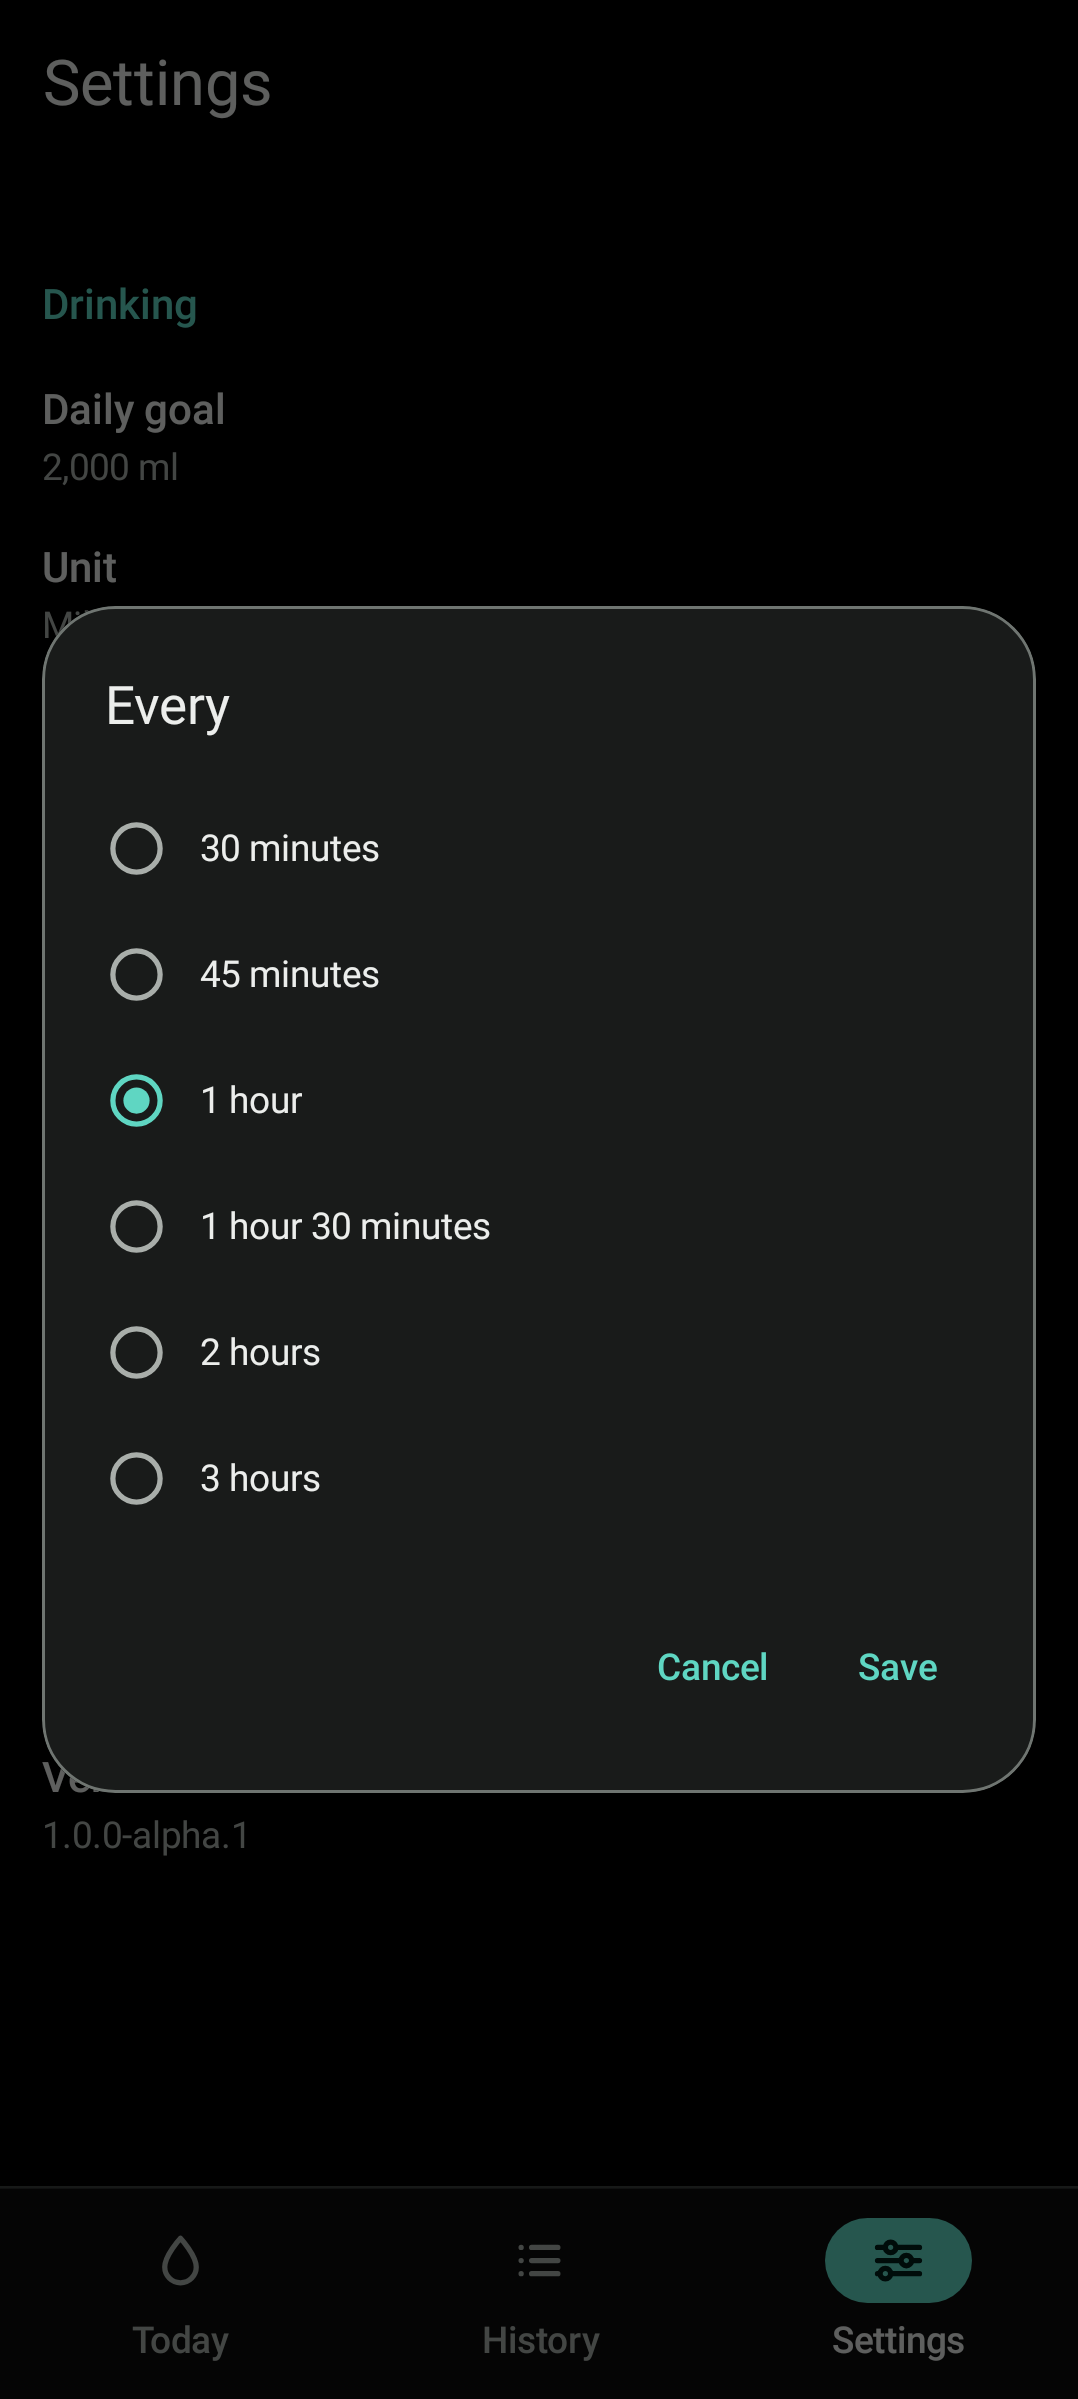 Settings
Drinking
Daily goal
2,000 ml
Unit
Every
30 minutes
45 minutes
1 hour
1 hour 30 minutes
2 hours
3 hours
Cancel
Save
1.0.0-alpha.1
Today
History
Settings